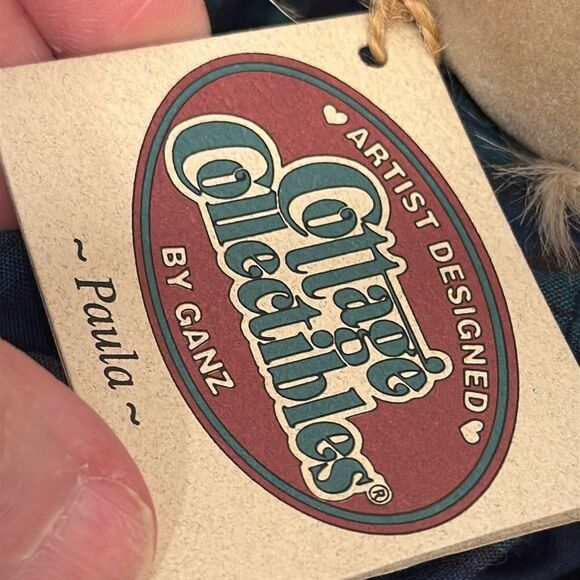 ♡ ARTIST DESIGNED ♡
Cottage
Collectibles®
BY GANZ
~ Paula ~